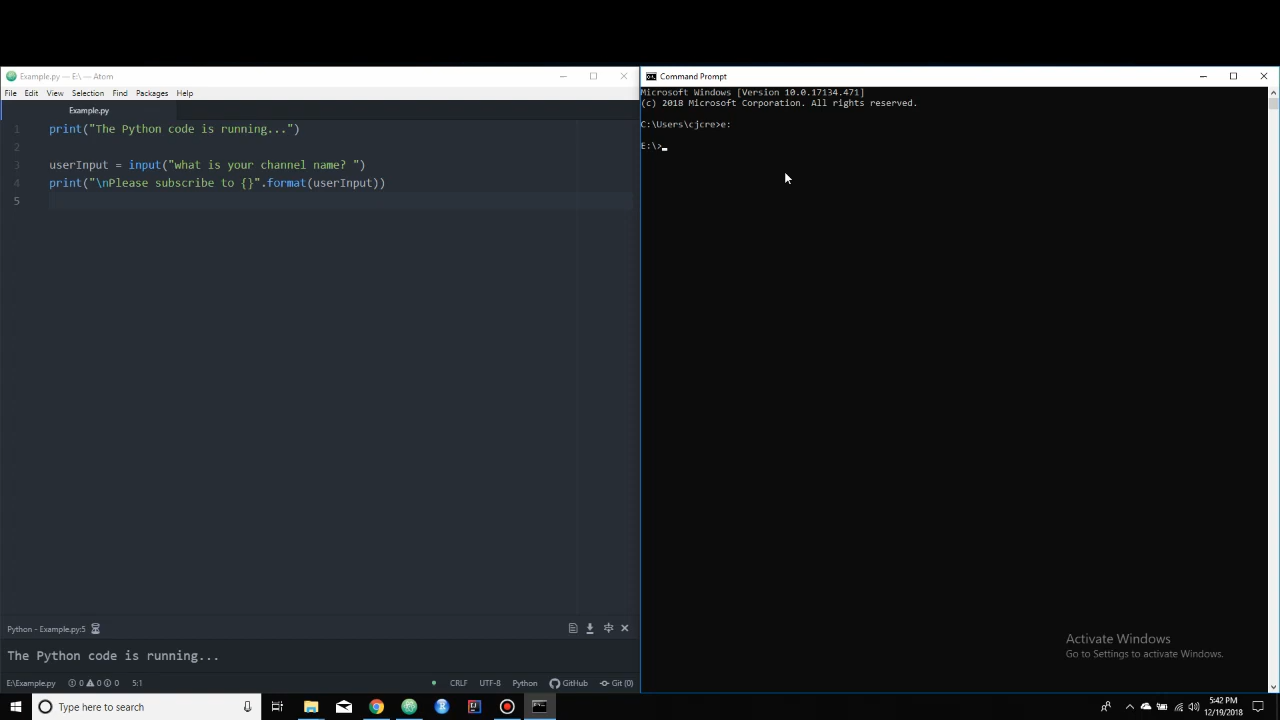 Example.py — E:\ — Atom
File Edit View Selection Find Packages Help
Example.py
1 print("The Python code is running...")
2
3 userInput = input("what is your channel name? ")
4 print("\nPlease subscribe to {}".format(userInput))
5
Python - Example.py:5
The Python code is running...
E:\Example.py 0 0 0 5:1 CRLF UTF-8 Python GitHub Git (0)
Command Prompt
Microsoft Windows [Version 10.0.17134.471]
(c) 2018 Microsoft Corporation. All rights reserved.
C:\Users\cjcre>e:
E:\>
Activate Windows
Go to Settings to activate Windows.
Type here to search
5:42 PM
12/19/2018